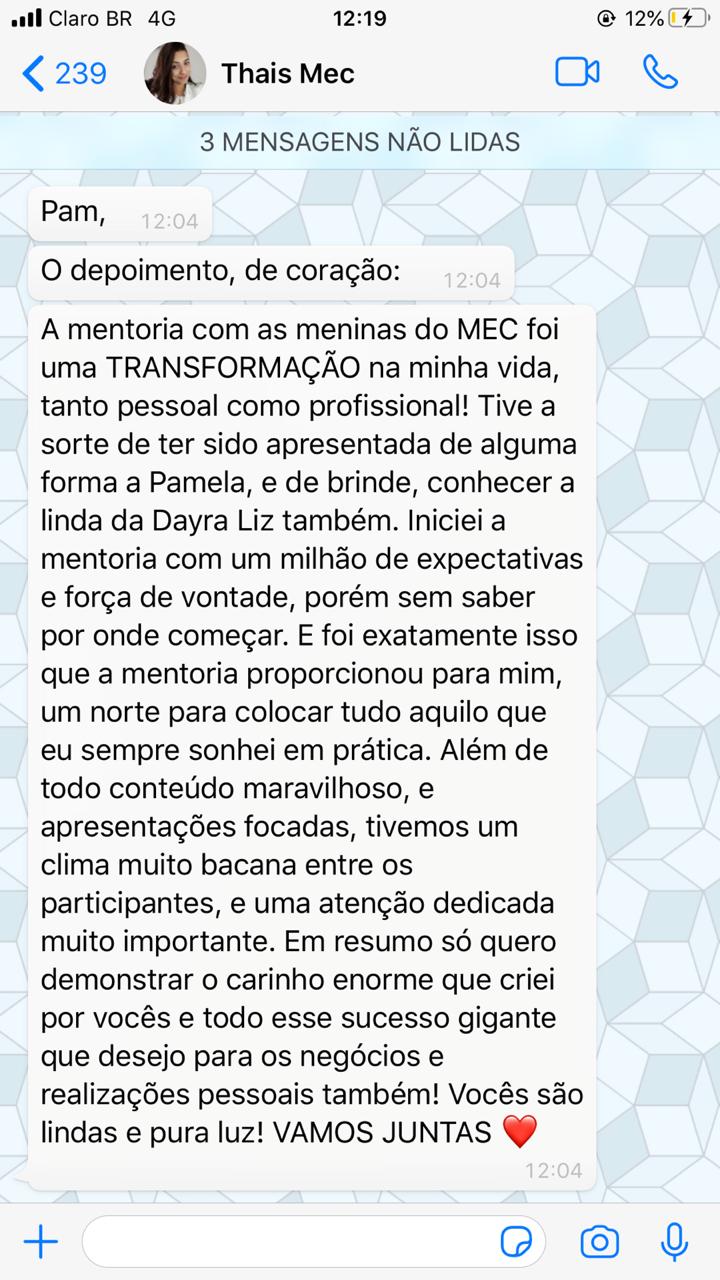 Claro BR 4G 12:19 12%
239 Thais Mec
3 MENSAGENS NÃO LIDAS
Pam, 12:04
O depoimento, de coração: 12:04
A mentoria com as meninas do MEC foi
uma TRANSFORMAÇÃO na minha vida,
tanto pessoal como profissional! Tive a
sorte de ter sido apresentada de alguma
forma a Pamela, e de brinde, conhecer a
linda da Dayra Liz também. Iniciei a
mentoria com um milhão de expectativas
e força de vontade, porém sem saber
por onde começar. E foi exatamente isso
que a mentoria proporcionou para mim,
um norte para colocar tudo aquilo que
eu sempre sonhei em prática. Além de
todo conteúdo maravilhoso, e
apresentações focadas, tivemos um
clima muito bacana entre os
participantes, e uma atenção dedicada
muito importante. Em resumo só quero
demonstrar o carinho enorme que criei
por vocês e todo esse sucesso gigante
que desejo para os negócios e
realizações pessoais também! Vocês são
lindas e pura luz! VAMOS JUNTAS ❤️
12:04